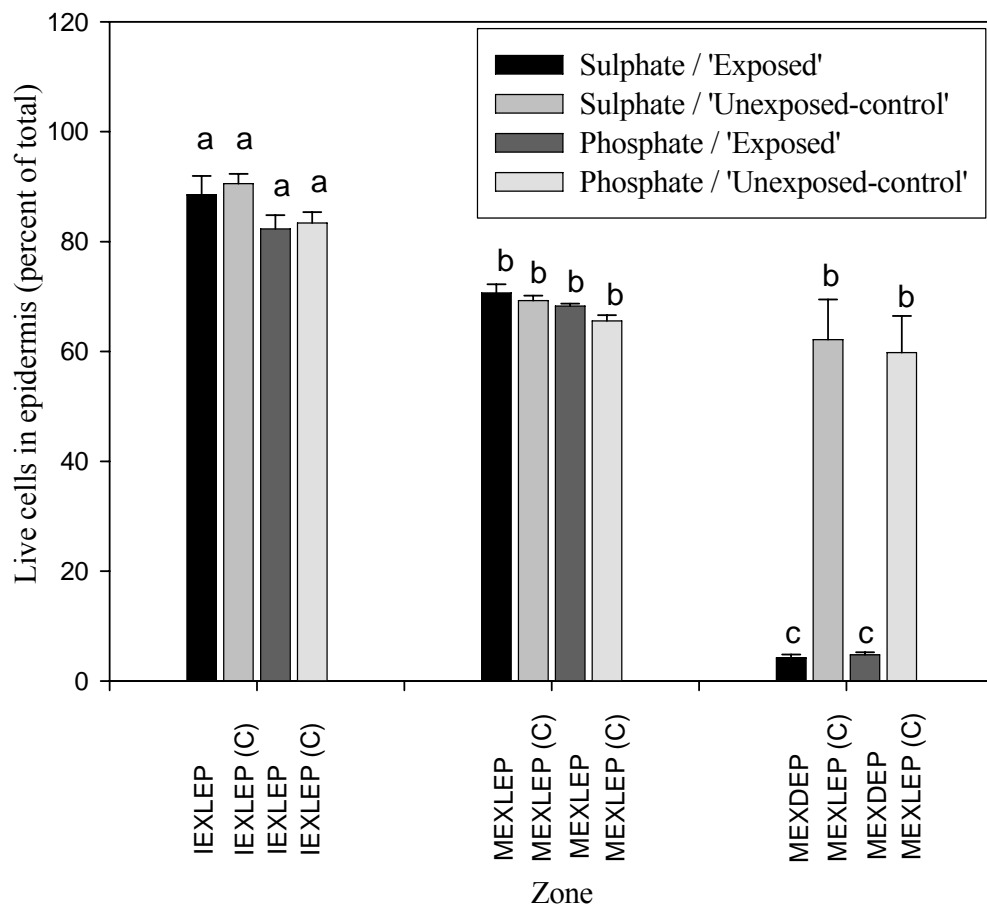 120
100
80
60
40
20
0
Live cells in epidermis (percent of total)
Sulphate / 'Exposed'
Sulphate / 'Unexposed-control'
Phosphate / 'Exposed'
Phosphate / 'Unexposed-control'
a a a a
b b b b
c b c b
IEXLEP
IEXLEP (C)
IEXLEP
IEXLEP (C)
MEXLEP
MEXLEP (C)
MEXLEP
MEXLEP (C)
MEXDEP
MEXLEP (C)
MEXDEP
MEXLEP (C)
Zone